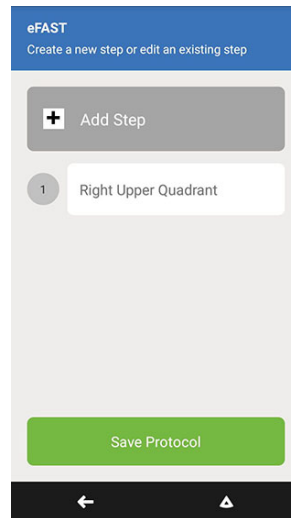 eFAST
Create a new step or edit an existing step
Add Step
1
Right Upper Quadrant
Save Protocol